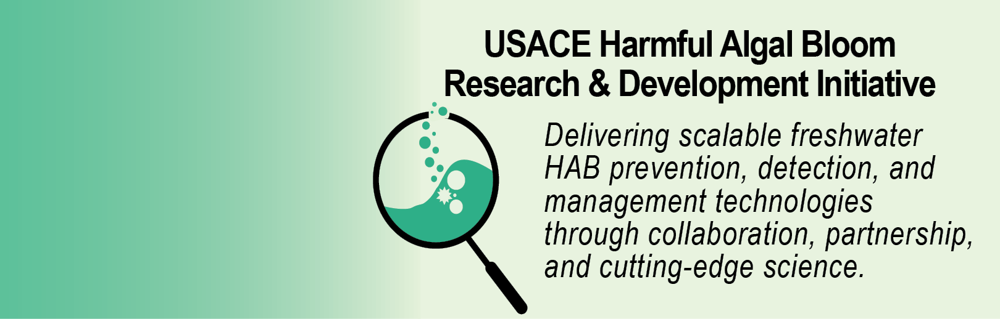 USACE Harmful Algal Bloom
Research & Development Initiative
Delivering scalable freshwater
HAB prevention, detection, and
management technologies
through collaboration, partnership,
and cutting-edge science.